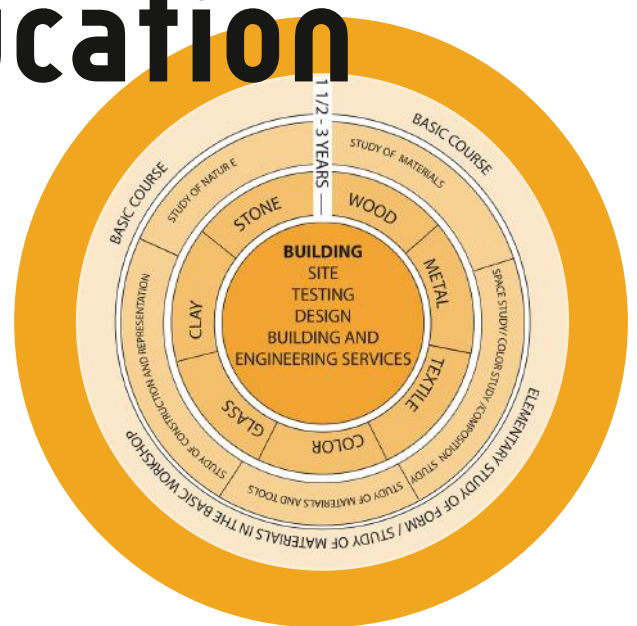 ucation
1 1/2 - 3 YEARS
BASIC COURSE
BASIC COURSE
STUDY OF NATUR E
STUDY OF MATERIALS
SPACE STUDY/ COLOR STUDY /COMPOSITION STUDY
STUDY OF MATERIALS AND TOOLS
STUDY OF CONSTRUCTION AND REPRESENTATION
ELEMENTARY STUDY OF FORM / STUDY OF MATERIALS IN THE BASIC WORKSHOP
STONE
WOOD
METAL
TEXTILE
COLOR
GLASS
CLAY
BUILDING
SITE
TESTING
DESIGN
BUILDING AND
ENGINEERING SERVICES